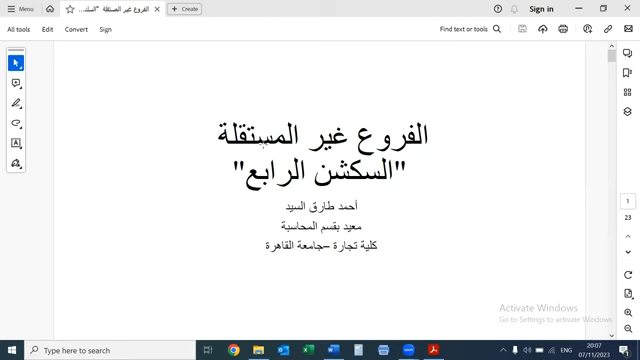 Menu
الفروع غير المستقلة "السك...
Create
Sign in
All tools
Edit
Convert
Sign
Find text or tools
الفروع غير المستقلة
"السكشن الرابع"
أحمد طارق السيد
معيد بقسم المحاسبة
كلية تجارة –جامعة القاهرة
1
23
Activate Windows
Go to Settings to activate Windows.
Type here to search
ENG
20:07
07/11/2023